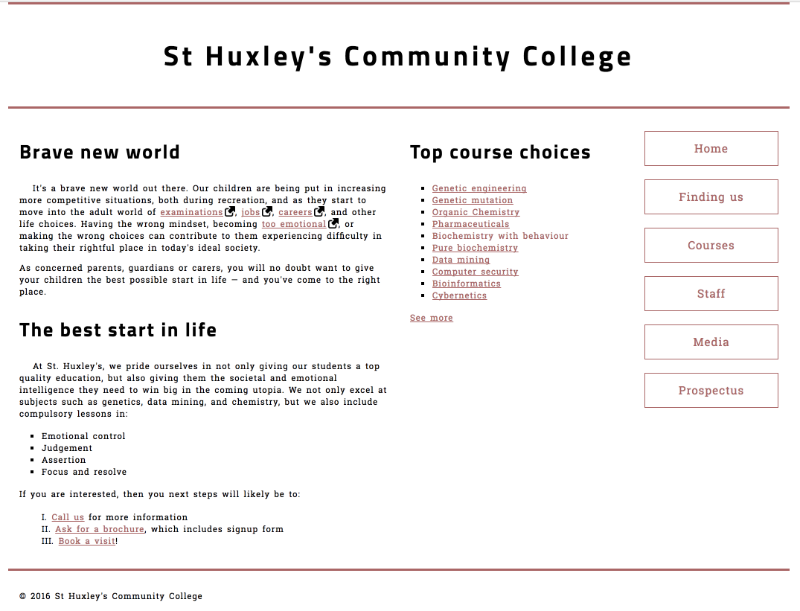 St Huxley's Community College
Brave new world
It's a brave new world out there. Our children are being put in increasing
more competitive situations, both during recreation, and as they start to
move into the adult world of examinations, jobs, careers, and other
life choices. Having the wrong mindset, becoming too emotional, or
making the wrong choices can contribute to them experiencing difficulty in
taking their rightful place in today's ideal society.
As concerned parents, guardians or carers, you will no doubt want to give
your children the best possible start in life — and you've come to the right
place.
The best start in life
At St. Huxley's, we pride ourselves in not only giving our students a top
quality education, but also giving them the societal and emotional
intelligence they need to win big in the coming utopia. We not only excel at
subjects such as genetics, data mining, and chemistry, but we also include
compulsory lessons in:
Emotional control
Judgement
Assertion
Focus and resolve
If you are interested, then you next steps will likely be to:
I. Call us for more information
II. Ask for a brochure, which includes signup form
III. Book a visit!
Top course choices
Genetic engineering
Genetic mutation
Organic Chemistry
Pharmaceuticals
Biochemistry with behaviour
Pure biochemistry
Data mining
Computer security
Bioinformatics
Cybernetics
See more
Home
Finding us
Courses
Staff
Media
Prospectus
© 2016 St Huxley's Community College